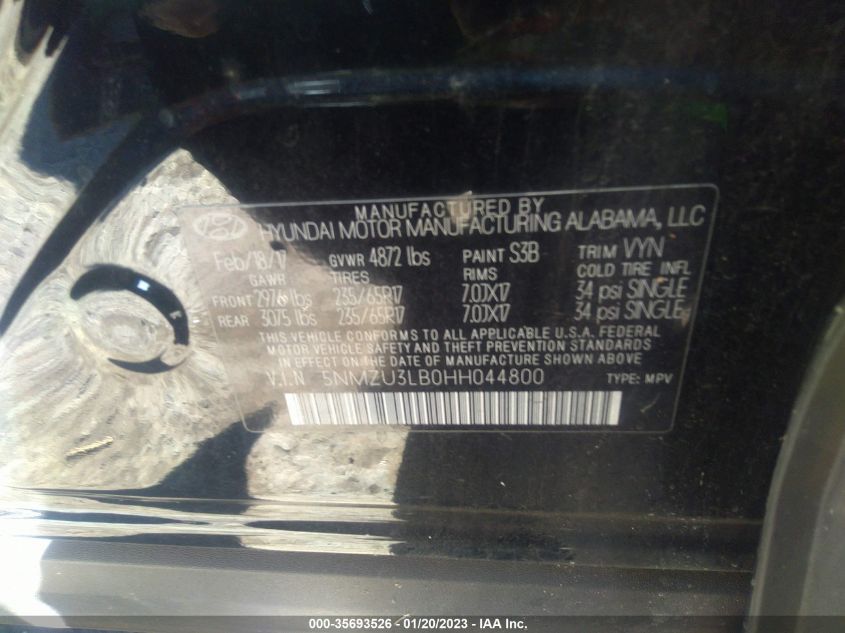 MANUFACTURED BY
HYUNDAI MOTOR MANUFACTURING ALABAMA, LLC
Feb/18/17 GVWR 4872 lbs PAINT S3B TRIM VYN
GAWR TIRES RIMS COLD TIRE INFL
FRONT 2976 lbs 235/65R17 7.0JX17 34 psi SINGLE
REAR 3075 lbs 235/65R17 7.0JX17 34 psi SINGLE
THIS VEHICLE CONFORMS TO ALL APPLICABLE U.S.A. FEDERAL
MOTOR VEHICLE SAFETY AND THEFT PREVENTION STANDARDS
IN EFFECT ON THE DATE OF MANUFACTURE SHOWN ABOVE
V.I.N 5NMZU3LB0HH044800 TYPE: MPV
000-35693526 - 01/20/2023 - IAA Inc.